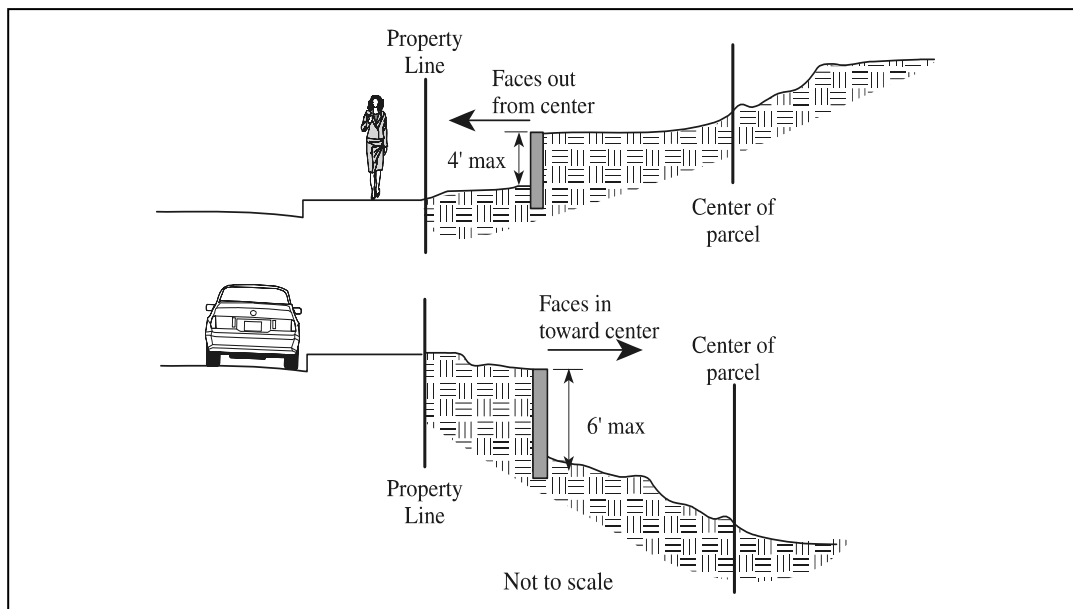 Property
Line
Faces out
from center
4' max
Center of
parcel
Faces in
toward center
Center of
parcel
6' max
Property
Line
Not to scale